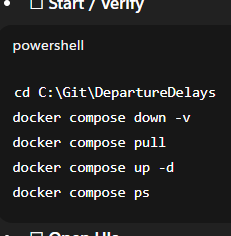 • ☐ Start / Verify
powershell
cd C:\Git\DepartureDelays
docker compose down -v
docker compose pull
docker compose up -d
docker compose ps